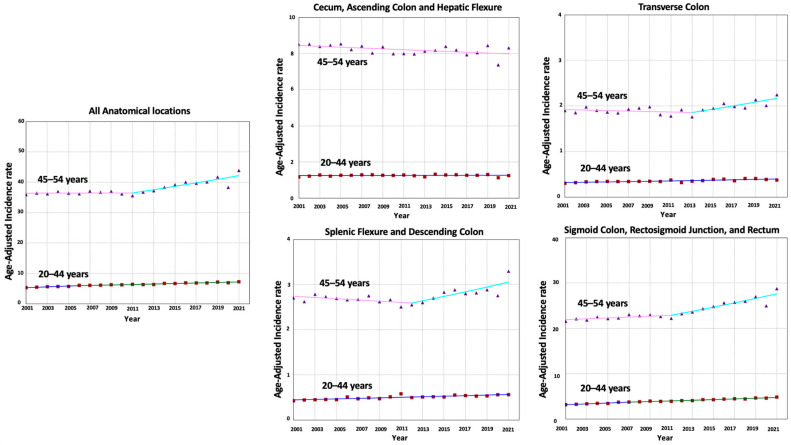 All Anatomical locations
Age-Adjusted Incidence rate
60
50
40
30
20
10
0
45–54 years
20–44 years
2001 2003 2005 2007 2009 2011 2013 2015 2017 2019 2021
Year
Cecum, Ascending Colon and Hepatic Flexure
Age-Adjusted Incidence rate
10
8
6
4
2
0
45–54 years
20–44 years
2001 2003 2005 2007 2009 2011 2013 2015 2017 2019 2021
Year
Transverse Colon
Age-Adjusted Incidence rate
4
3
2
1
0
45–54 years
20–44 years
2001 2003 2005 2007 2009 2011 2013 2015 2017 2019 2021
Year
Splenic Flexure and Descending Colon
Age-Adjusted Incidence rate
4
3
2
1
0
45–54 years
20–44 years
2001 2003 2005 2007 2009 2011 2013 2015 2017 2019 2021
Year
Sigmoid Colon, Rectosigmoid Junction, and Rectum
Age-Adjusted Incidence rate
40
30
20
10
0
45–54 years
20–44 years
2001 2003 2005 2007 2009 2011 2013 2015 2017 2019 2021
Year